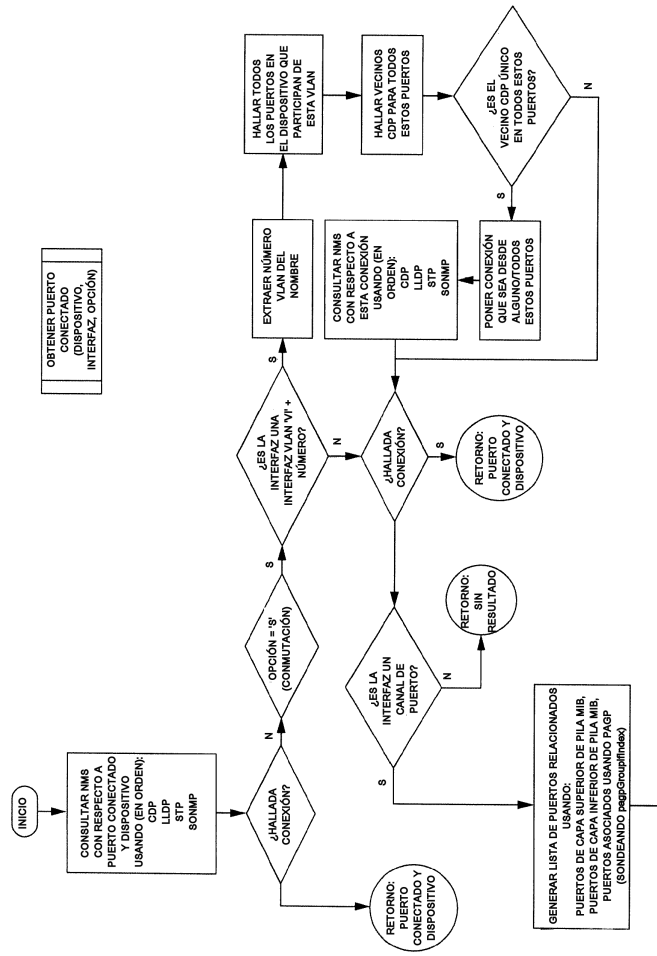 OBTENER PUERTO
CONECTADO
(DISPOSITIVO,
INTERFAZ, OPCIÓN)
INICIO
CONSULTAR NMS
CON RESPECTO A
PUERTO CONECTADO
Y DISPOSITIVO
USANDO (EN ORDEN):
CDP
LLDP
STP
SONMP
¿HALLADA
CONEXIÓN?
N
RETORNO:
PUERTO
CONECTADO Y
DISPOSITIVO
OPCIÓN = 'S'
(CONMUTACIÓN)
S
¿ES LA
INTERFAZ UNA
INTERFAZ VLAN 'VI' +
NÚMERO?
S
N
EXTRAER NÚMERO
VLAN DEL
NOMBRE
HALLAR TODOS
LOS PUERTOS EN
EL DISPOSITIVO QUE
PARTICIPAN DE
ESTA VLAN
HALLAR VECINOS
CDP PARA TODOS
ESTOS PUERTOS
¿ES EL
VECINO CDP ÚNICO
EN TODOS ESTOS
PUERTOS?
S
N
PONER CONEXIÓN
QUE SEA DESDE
ALGUNO/TODOS
ESTOS PUERTOS
CONSULTAR NMS
CON RESPECTO A
ESTA CONEXIÓN
USANDO (EN
ORDEN):
CDP
LLDP
STP
SONMP
¿HALLADA
CONEXIÓN?
S
RETORNO:
PUERTO
CONECTADO Y
DISPOSITIVO
¿ES LA
INTERFAZ UN
CANAL DE
PUERTO?
N
RETORNO:
SIN
RESULTADO
S
GENERAR LISTA DE PUERTOS RELACIONADOS
USANDO:
PUERTOS DE CAPA SUPERIOR DE PILA MIB,
PUERTOS DE CAPA INFERIOR DE PILA MIB,
PUERTOS ASOCIADOS USANDO PAGP
(SONDEANDO pagpGroupIfIndex)